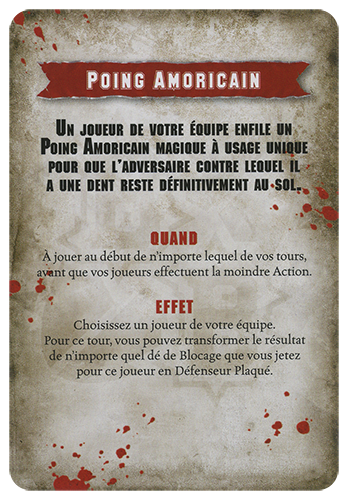 Poing Amoricain
Un joueur de votre équipe enfile un
Poing Amoricain magique à usage unique
pour que l'adversaire contre lequel il
a une dent reste définitivement au sol.
QUAND
À jouer au début de n'importe lequel de vos tours,
avant que vos joueurs effectuent la moindre Action.
EFFET
Choisissez un joueur de votre équipe.
Pour ce tour, vous pouvez transformer le résultat
de n'importe quel dé de Blocage que vous jetez
pour ce joueur en Défenseur Plaqué.